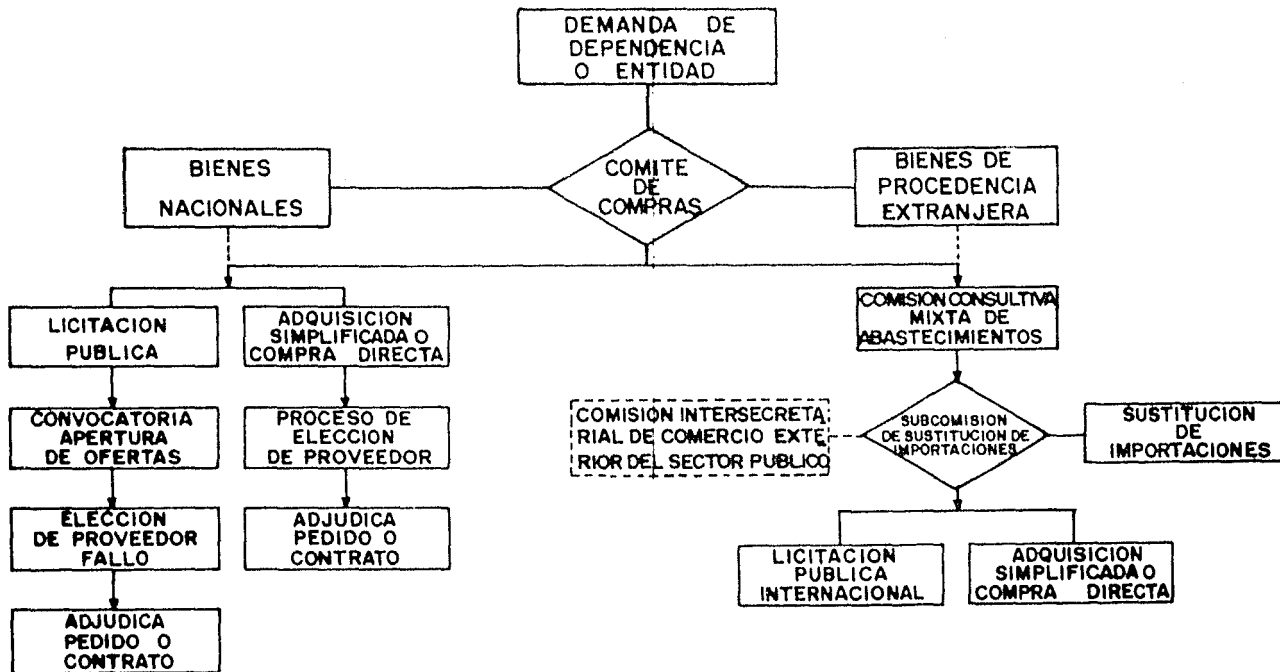 DEMANDA DE
DEPENDENCIA
O ENTIDAD
BIENES
NACIONALES
COMITE
DE
COMPRAS
BIENES DE
PROCEDENCIA
EXTRANJERA
LICITACION
PUBLICA
ADQUISICION
SIMPLIFICADA O
COMPRA DIRECTA
COMISION CONSULTIVA
MIXTA DE
ABASTECIMIENTOS
CONVOCATORIA
APERTURA
DE OFERTAS
PROCESO DE
ELECCION
DE PROVEEDOR
COMISION INTERSECRETA
RIAL DE COMERCIO EXTE
RIOR DEL SECTOR PUBLICO
SUBCOMISION
DE SUSTITUCION DE
IMPORTACIONES
SUSTITUCION
DE
IMPORTACIONES
ELECCION
DE PROVEEDOR
FALLO
ADJUDICA
PEDIDO O
CONTRATO
LICITACION
PUBLICA
INTERNACIONAL
ADQUISICION
SIMPLIFICADA O
COMPRA DIRECTA
ADJUDICA
PEDIDO O
CONTRATO